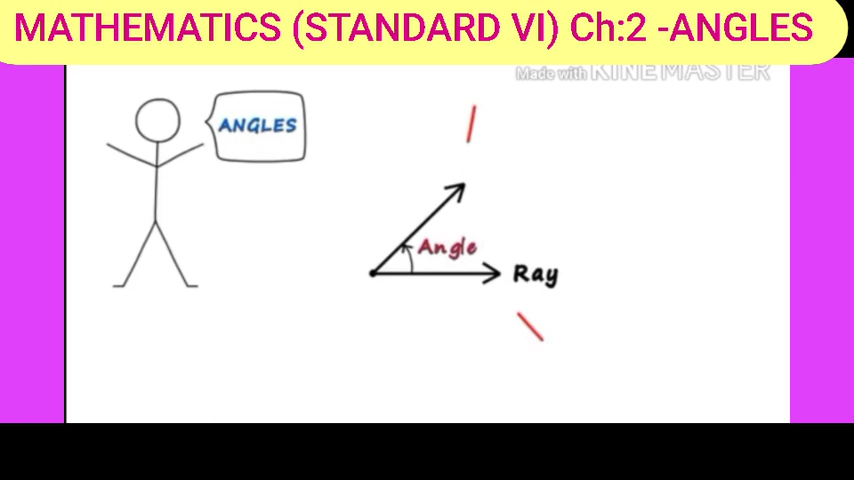 MATHEMATICS (STANDARD VI) Ch:2 -ANGLES
Made with KINEMASTER
ANGLES
Angle
Ray